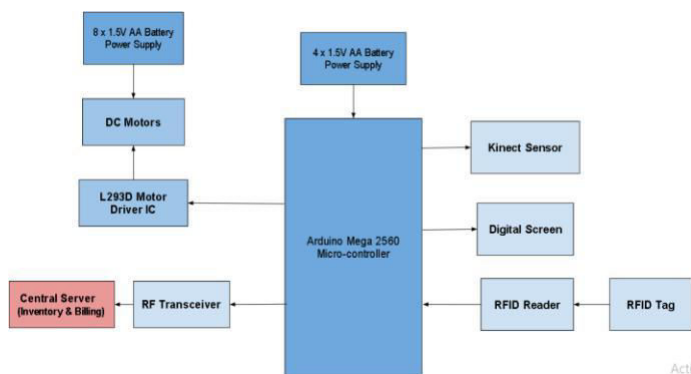 8 x 1.5V AA Battery
Power Supply
4 x 1.5V AA Battery
Power Supply
DC Motors
Kinect Sensor
L293D Motor
Driver IC
Digital Screen
Arduino Mega 2560
Micro-controller
Central Server
(Inventory & Billing)
RF Transceiver
RFID Reader
RFID Tag
Acti